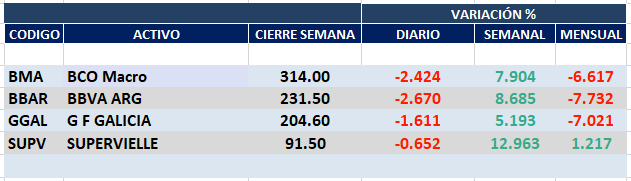 VARIACIÓN %
CODIGO ACTIVO CIERRE SEMANA DIARIO SEMANAL MENSUAL
BMA BCO Macro 314.00 -2.424 7.904 -6.617
BBAR BBVA ARG 231.50 -2.670 8.685 -7.732
GGAL G F GALICIA 204.60 -1.611 5.193 -7.021
SUPV SUPERVIELLE 91.50 -0.652 12.963 1.217